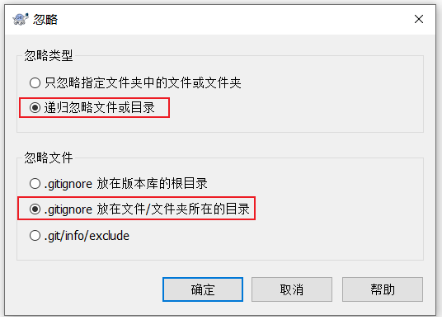 忽略
忽略类型
只忽略指定文件夹中的文件或文件夹
递归忽略文件或目录
忽略文件
.gitignore 放在版本库的根目录
.gitignore 放在文件/文件夹所在的目录
.git/info/exclude
确定
取消
帮助